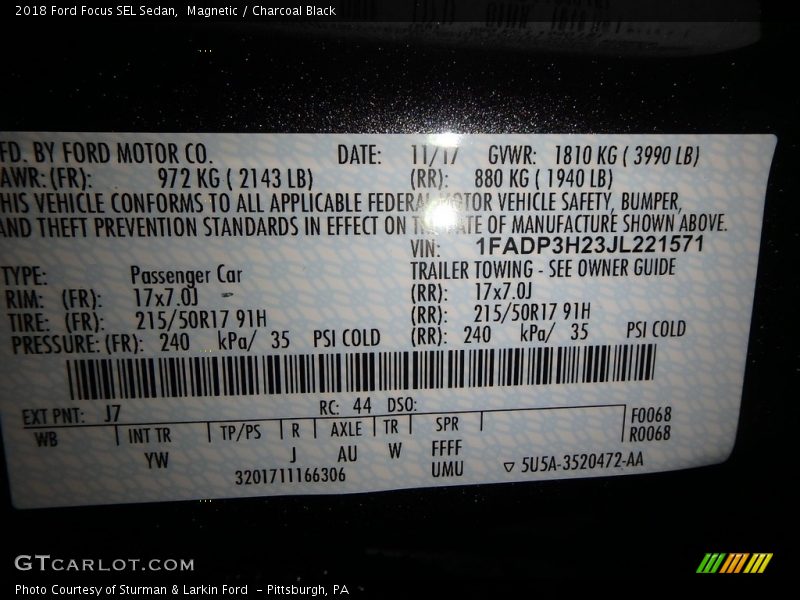 2018 Ford Focus SEL Sedan, Magnetic / Charcoal Black
FD. BY FORD MOTOR CO. DATE: 11/17 GVWR: 1810 KG ( 3990 LB)
AWR: (FR): 972 KG ( 2143 LB) (RR): 880 KG ( 1940 LB)
HIS VEHICLE CONFORMS TO ALL APPLICABLE FEDERAL MOTOR VEHICLE SAFETY, BUMPER,
AND THEFT PREVENTION STANDARDS IN EFFECT ON THE DATE OF MANUFACTURE SHOWN ABOVE.
VIN: 1FADP3H23JL221571
TYPE: Passenger Car TRAILER TOWING - SEE OWNER GUIDE
RIM: (FR): 17x7.0J (RR): 17x7.0J
TIRE: (FR): 215/50R17 91H (RR): 215/50R17 91H
PRESSURE: (FR): 240 kPa/ 35 PSI COLD (RR): 240 kPa/ 35 PSI COLD
EXT PNT: J7 RC: 44 DSO: F0068
WB INT TR TP/PS R AXLE TR SPR R0068
YW J AU W FFFF
3201711166306 UMU ▽ 5U5A-3520472-AA
GTCARLOT.COM
Photo Courtesy of Sturman & Larkin Ford - Pittsburgh, PA